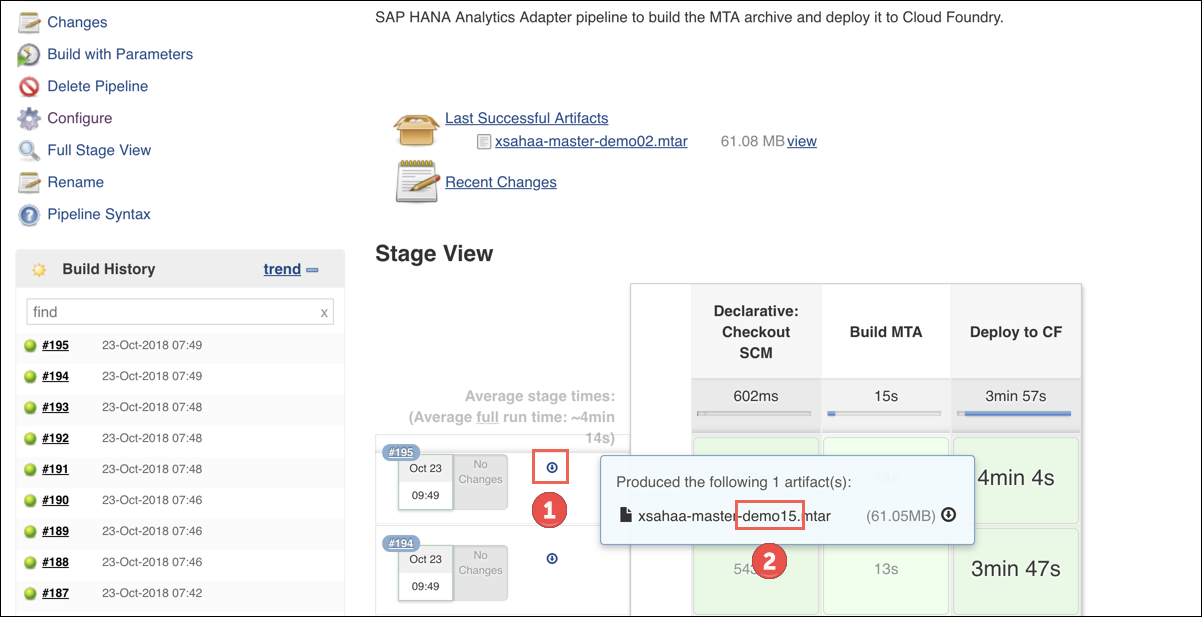 Changes
Build with Parameters
Delete Pipeline
Configure
Full Stage View
Rename
Pipeline Syntax
SAP HANA Analytics Adapter pipeline to build the MTA archive and deploy it to Cloud Foundry.
Last Successful Artifacts
xsahaa-master-demo02.mtar 61.08 MB view
Recent Changes
Build History trend
find x
#195 23-Oct-2018 07:49
#194 23-Oct-2018 07:49
#193 23-Oct-2018 07:48
#192 23-Oct-2018 07:48
#191 23-Oct-2018 07:48
#190 23-Oct-2018 07:46
#189 23-Oct-2018 07:46
#188 23-Oct-2018 07:46
#187 23-Oct-2018 07:42
Stage View
Declarative:
Checkout
SCM
Build MTA
Deploy to CF
Average stage times:
(Average full run time: ~4min
14s)
602ms 15s 3min 57s
#195
Oct 23
09:49
No
Changes
1
Produced the following 1 artifact(s):
xsahaa-master-demo15.mtar (61.05MB)
2
4min 4s
#194
Oct 23
09:49
No
Changes
13s
3min 47s